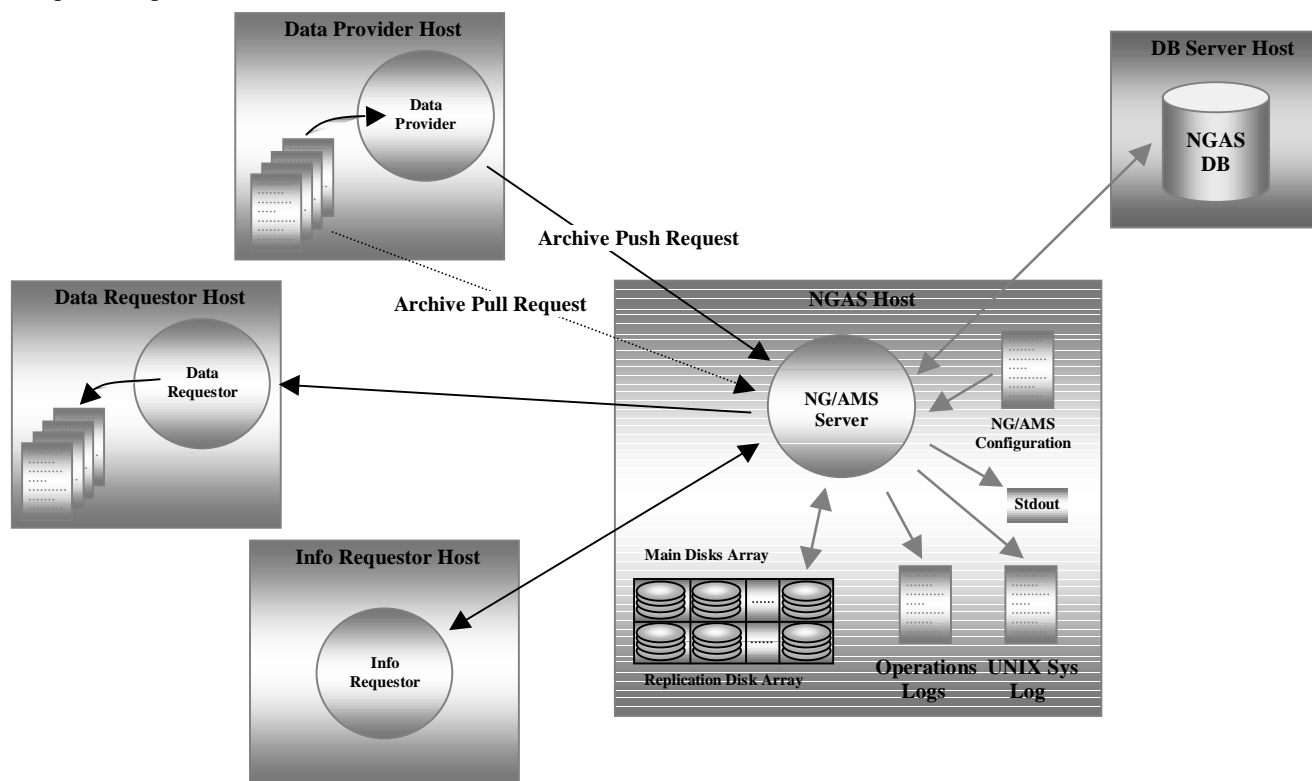 Data Provider Host
Data
Provider
DB Server Host
NGAS
DB
Archive Push Request
Archive Pull Request
Data Requestor Host
Data
Requestor
NGAS Host
NG/AMS
Server
NG/AMS
Configuration
Stdout
Info Requestor Host
Info
Requestor
Main Disks Array
......
......
Replication Disk Array
Operations
Logs
UNIX Sys
Log